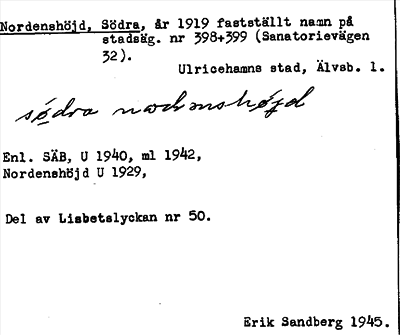 Nordenshöjd, Södra, år 1919 fastställt namn på
stadsäg. nr 398+399 (Sanatorievägen
32).
Ulricehamns stad, Älvsb. l.
södra nordenshöjd
Enl. SÄB, U 1940, ml 1942,
Nordenshöjd U 1929,
Del av Lisbetslyckan nr 50.
Erik Sandberg 1945.